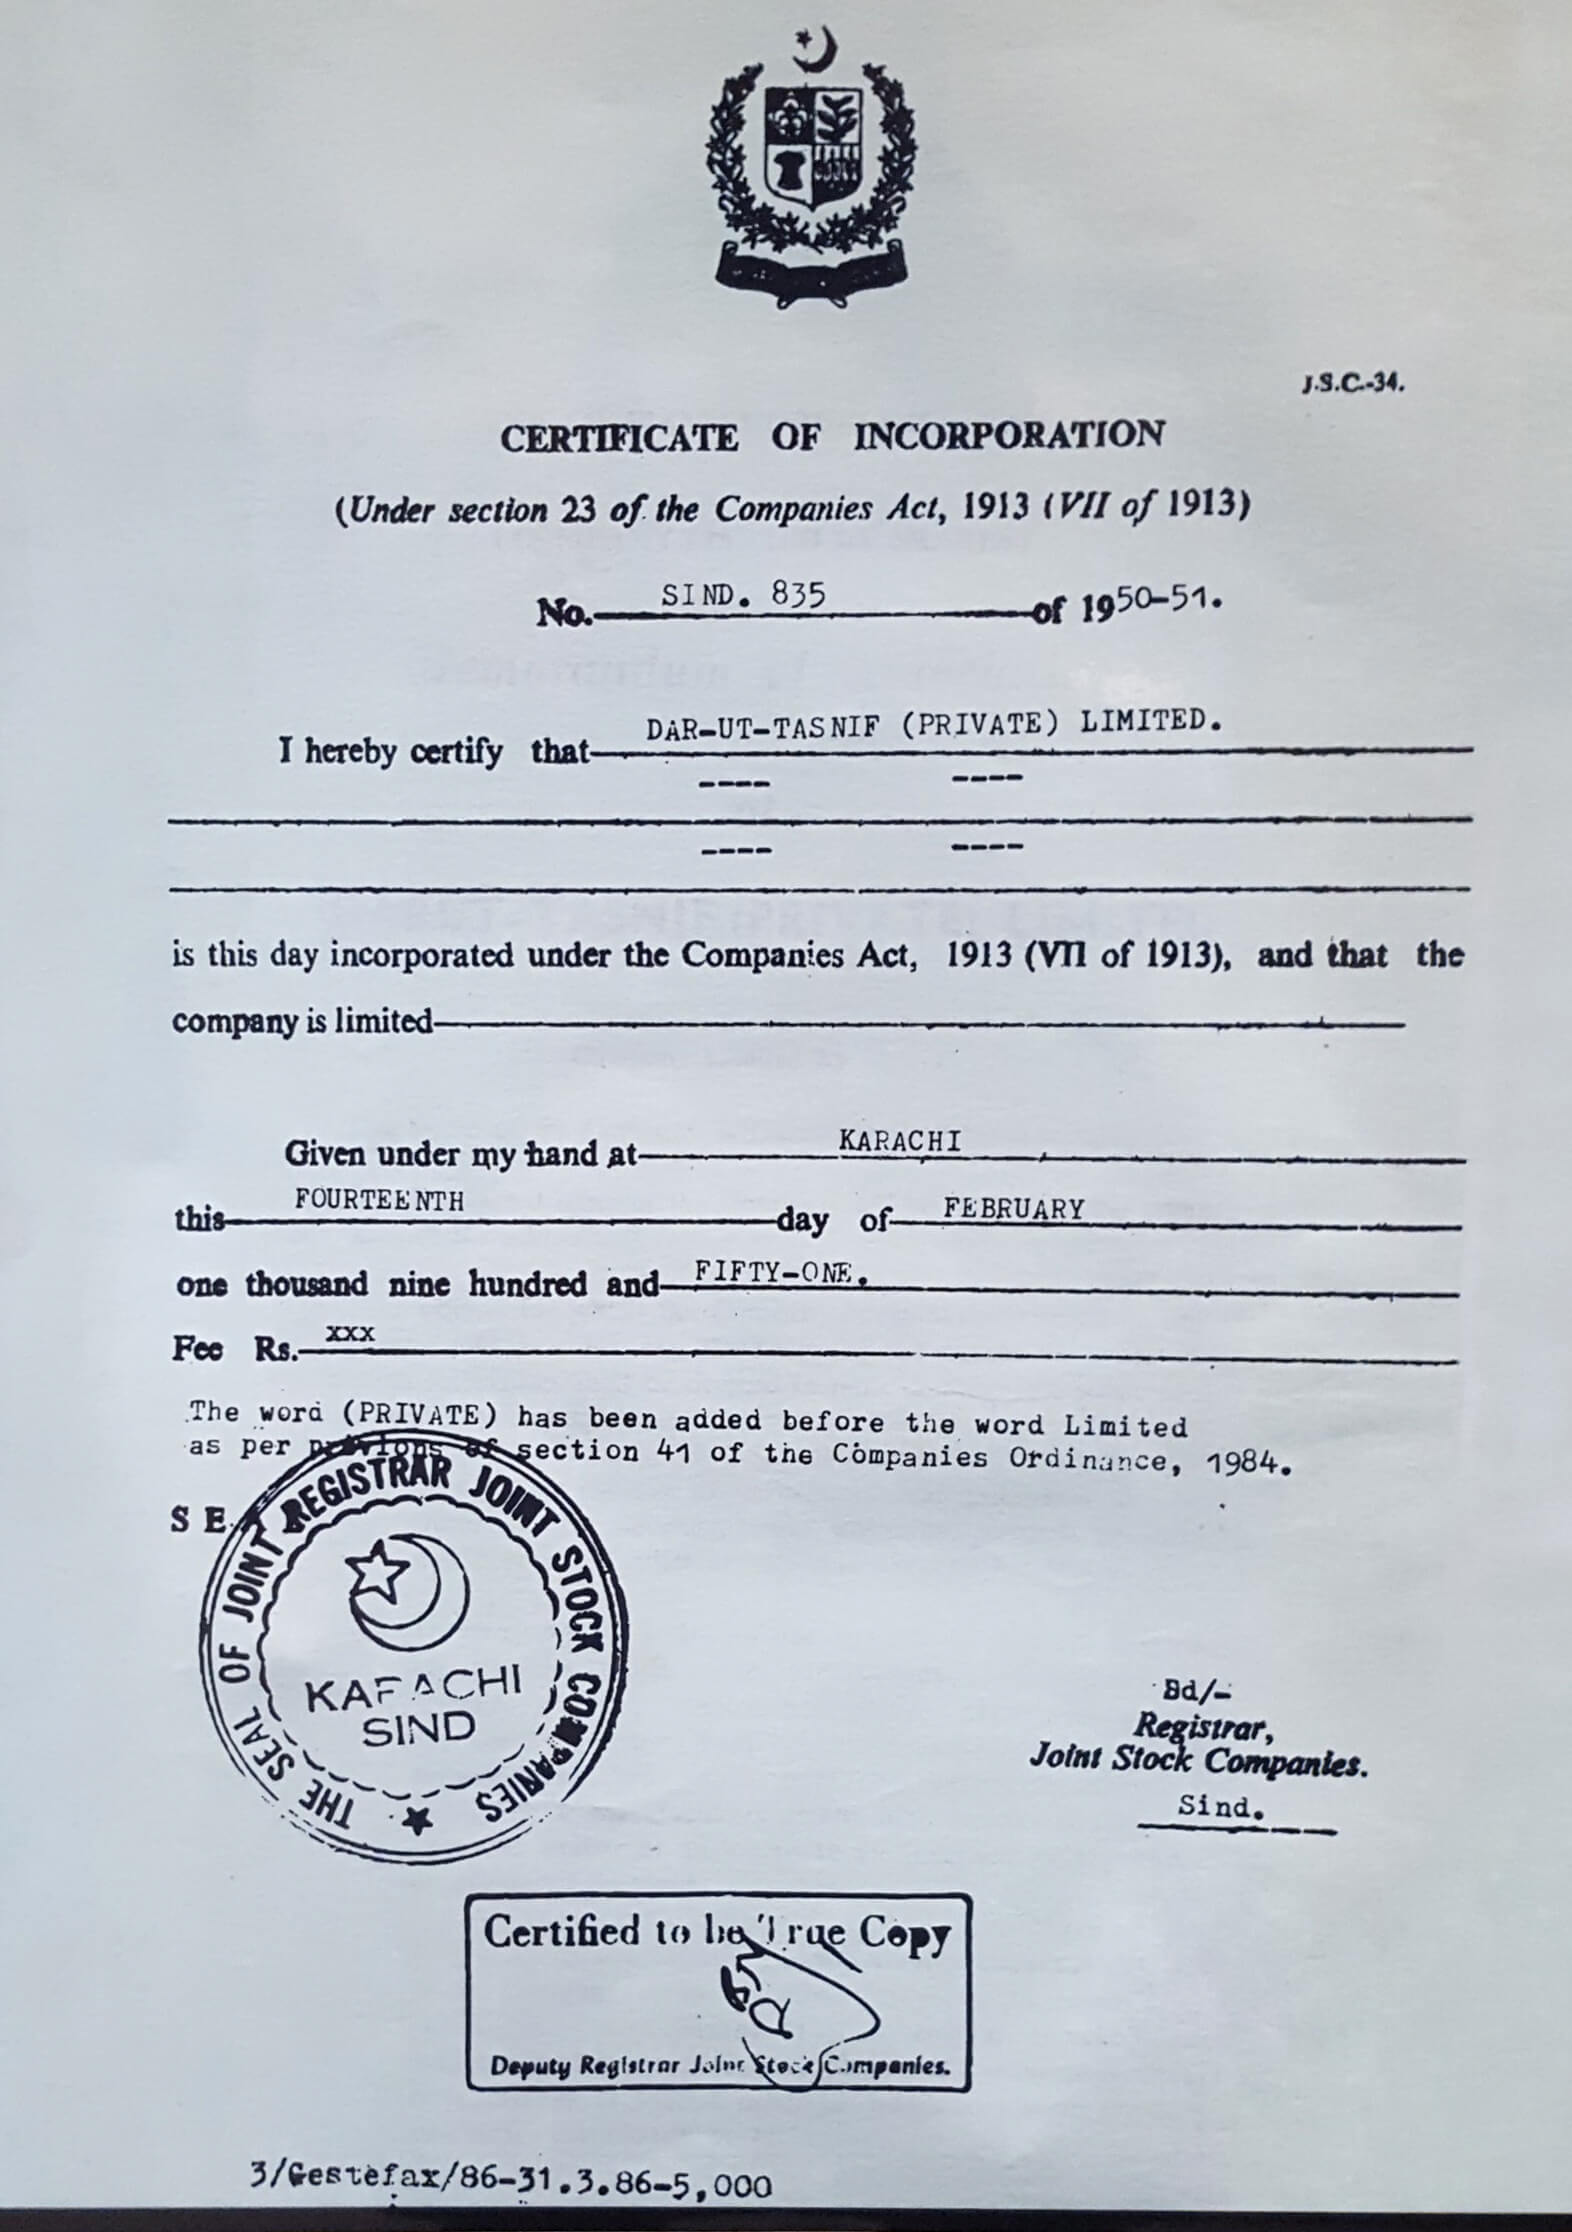 J.S.C.-34.
CERTIFICATE OF INCORPORATION
(Under section 23 of the Companies Act, 1913 (VII of 1913)
No. SIND. 835 of 1950-51.
I hereby certify that DAR-UT-TASNIF (PRIVATE) LIMITED.
---- ----
---- ----
is this day incorporated under the Companies Act, 1913 (VII of 1913), and that the
company is limited
Given under my hand at KARACHI
this FOURTEENTH day of FEBRUARY
one thousand nine hundred and FIFTY-ONE.
Fee Rs. xxx
The word (PRIVATE) has been added before the word Limited
as per provions of section 41 of the Companies Ordinance, 1984.
SEA
THE SEAL OF JOINT REGISTRAR JOINT STOCK COMPANIES
KARACHI
SIND
Sd/-
Registrar,
Joint Stock Companies.
Sind.
Certified to be True Copy
Deputy Registrar Joint Stock Companies.
3/Gestefax/86-31.3.86-5,000